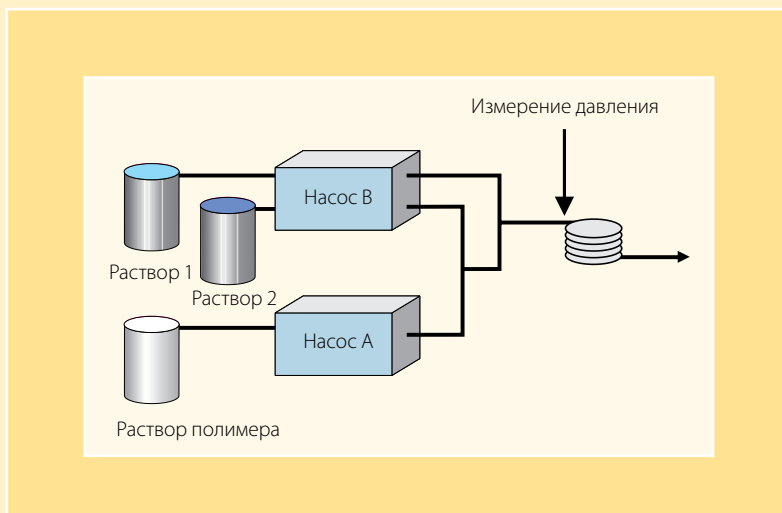 Измерение давления
Насос B
Раствор 1
Раствор 2
Насос A
Раствор полимера